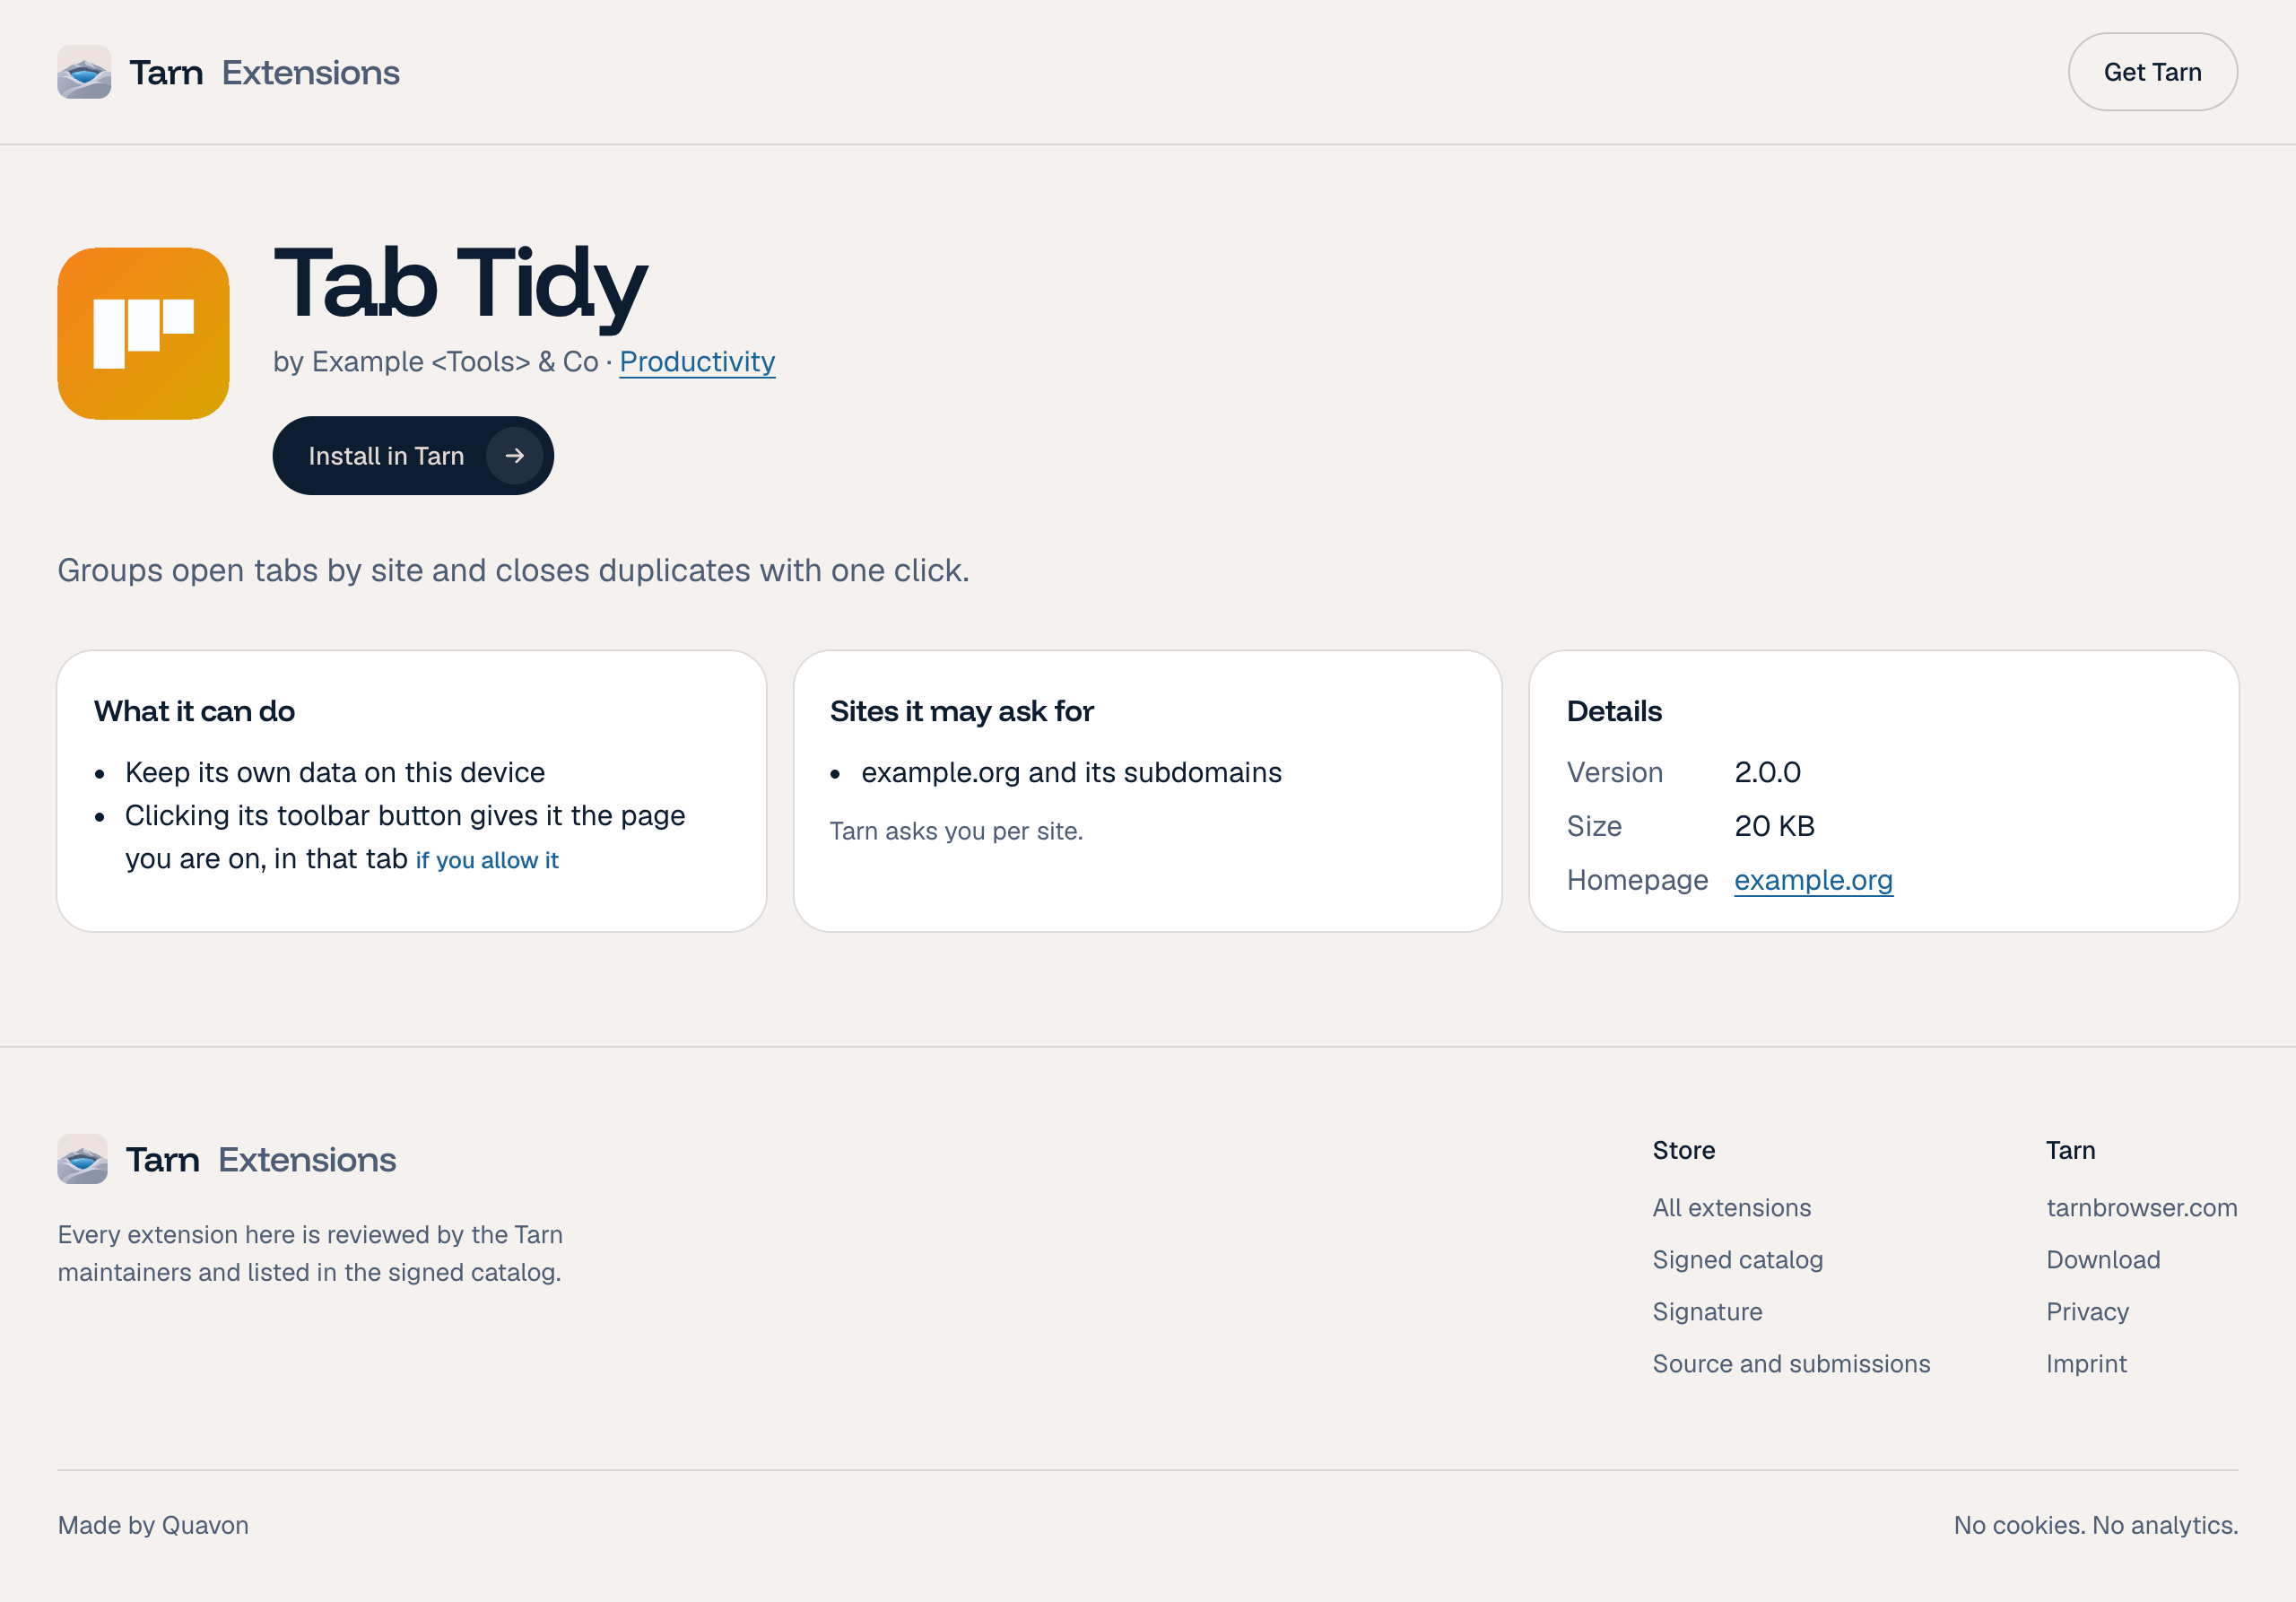 Tarn Extensions
Get Tarn
Tab Tidy
by Example <Tools> & Co · Productivity
Install in Tarn
Groups open tabs by site and closes duplicates with one click.
What it can do
• Keep its own data on this device
• Clicking its toolbar button gives it the page
you are on, in that tab if you allow it
Sites it may ask for
• example.org and its subdomains
Tarn asks you per site.
Details
Version 2.0.0
Size 20 KB
Homepage example.org
Tarn Extensions
Every extension here is reviewed by the Tarn
maintainers and listed in the signed catalog.
Store
All extensions
Signed catalog
Signature
Source and submissions
Tarn
tarnbrowser.com
Download
Privacy
Imprint
Made by Quavon
No cookies. No analytics.